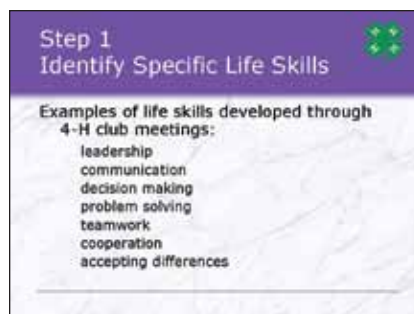 Step 1
Identify Specific Life Skills
Examples of life skills developed through
4-H club meetings:
leadership
communication
decision making
problem solving
teamwork
cooperation
accepting differences